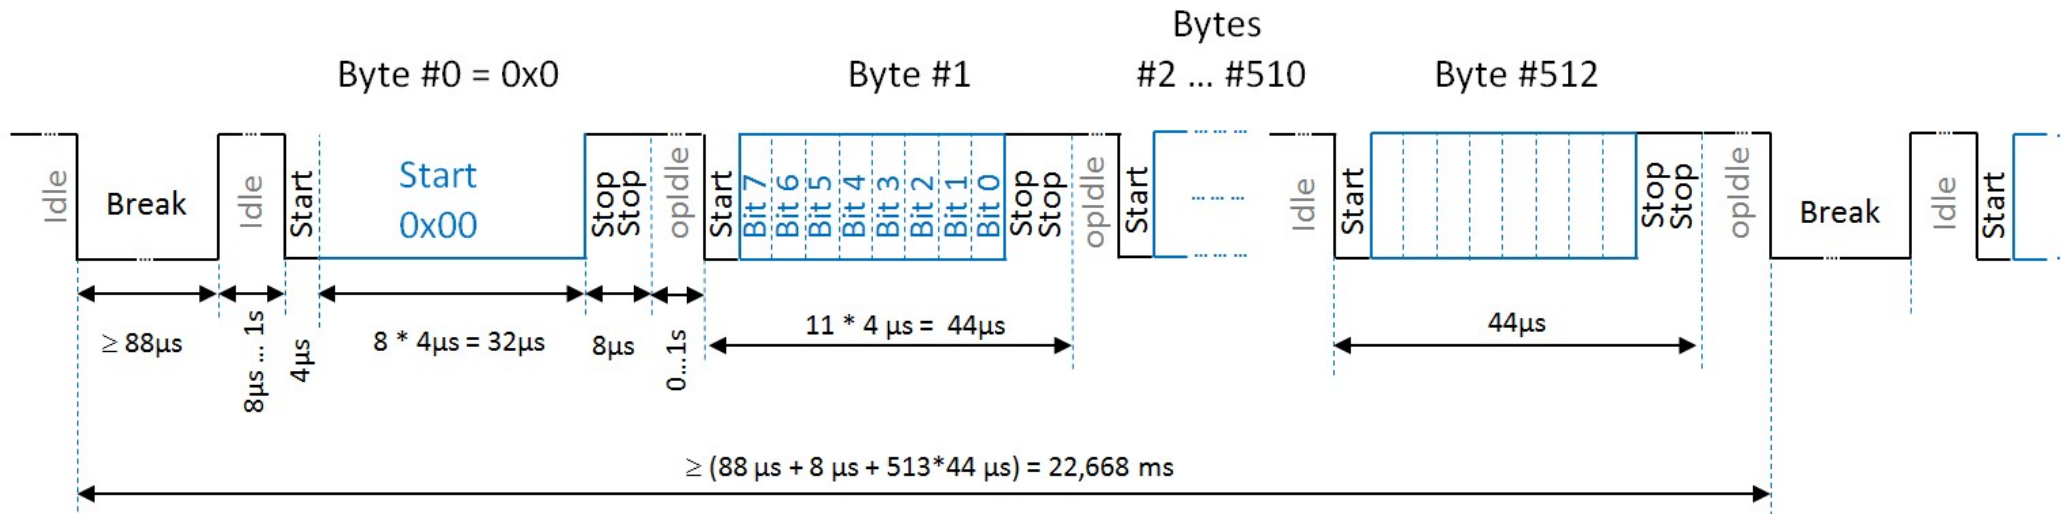 Bytes
Byte #0 = 0x0
Byte #1
#2 ... #510
Byte #512
Idle
Break
Idle
Start
Start
0x00
Stop
Stop
opIdle
Start
Bit 7
Bit 6
Bit 5
Bit 4
Bit 3
Bit 2
Bit 1
Bit 0
Stop
Stop
opIdle
Start
Idle
Start
Stop
Stop
opIdle
Break
Idle
Start
≥ 88µs
8µs ... 1s
4µs
8 * 4µs = 32µs
8µs
0...1s
11 * 4 µs = 44µs
44µs
≥ (88 µs + 8 µs + 513*44 µs) = 22,668 ms